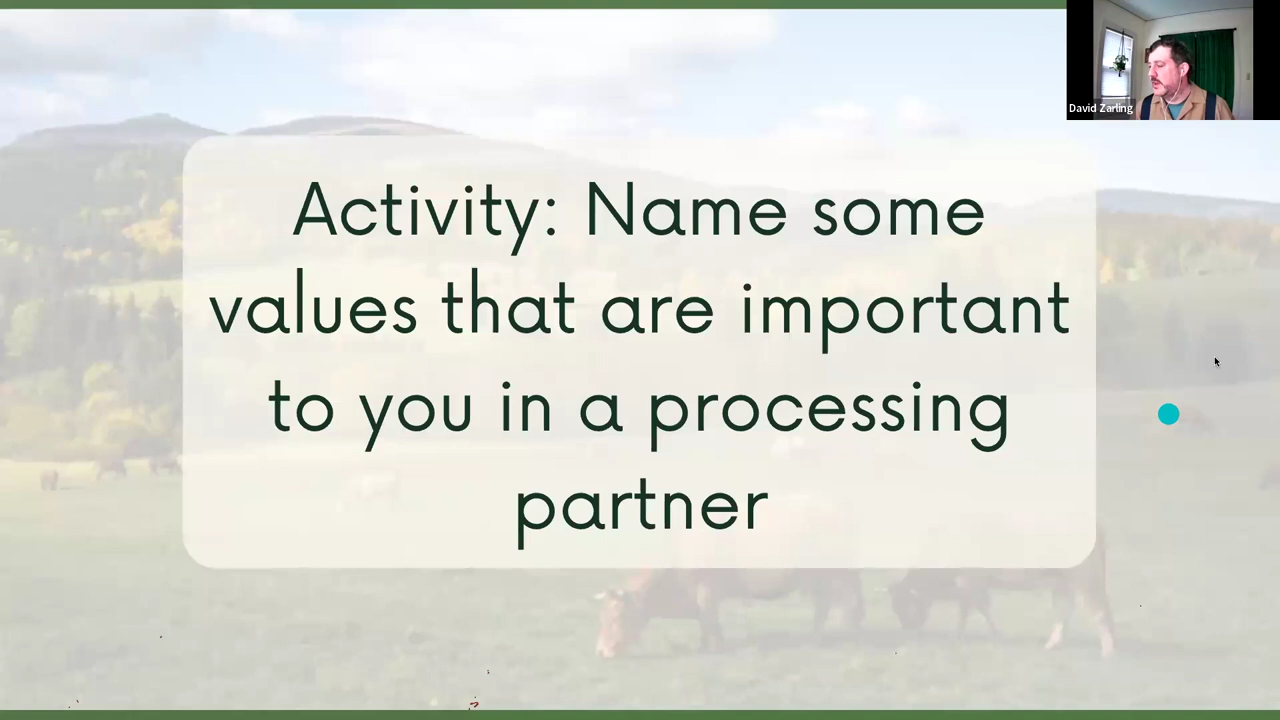 David Zarling
Activity: Name some
values that are important
to you in a processing
partner